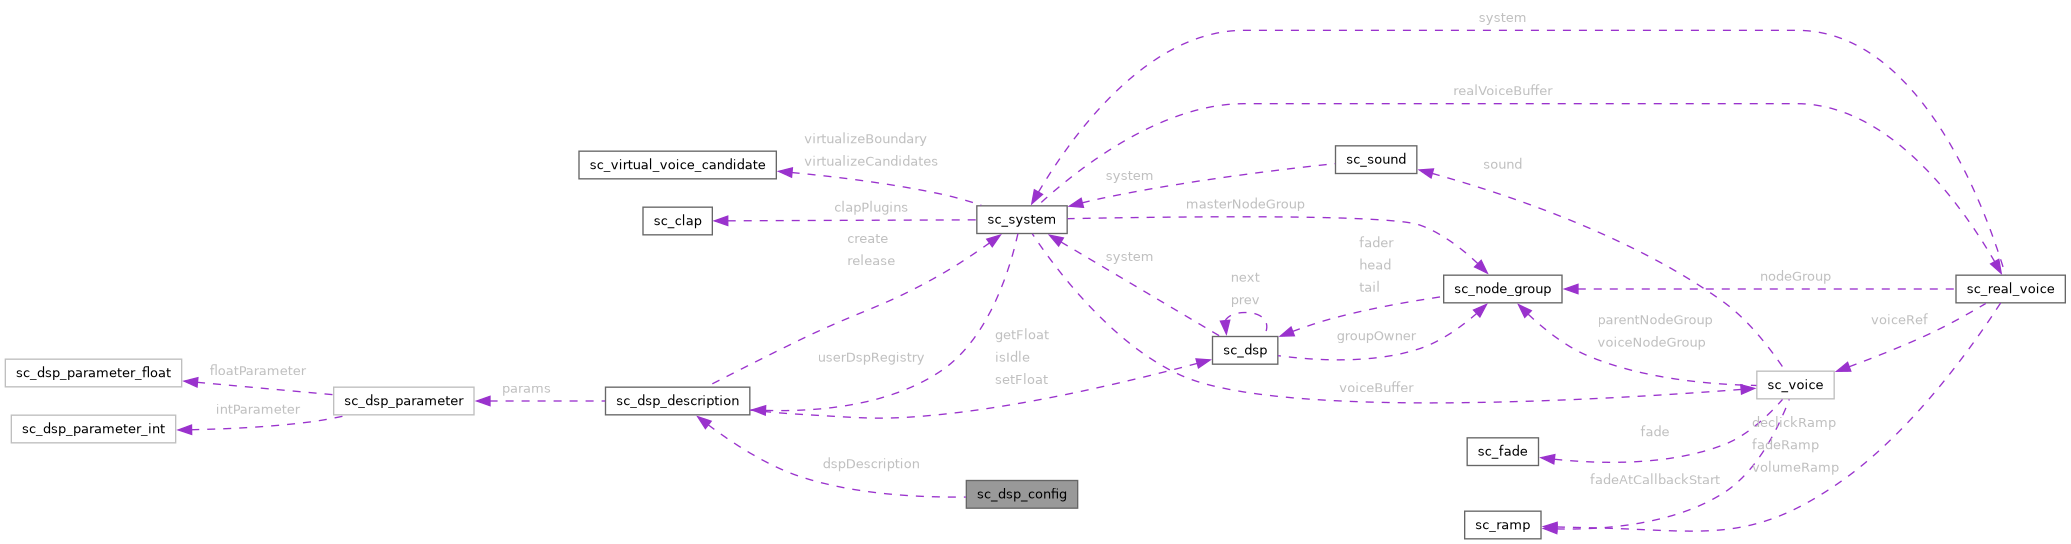 system
realVoiceBuffer
virtualizeBoundary
virtualizeCandidates
sc_virtual_voice_candidate
sc_sound
sound
system
clapPlugins
sc_clap
sc_system
masterNodeGroup
create
release
system
fader
head
tail
next
prev
sc_node_group
nodeGroup
sc_real_voice
getFloat
isIdle
setFloat
userDspRegistry
sc_dsp
groupOwner
parentNodeGroup
voiceNodeGroup
voiceRef
sc_dsp_parameter_float
floatParameter
intParameter
sc_dsp_parameter
params
sc_dsp_description
voiceBuffer
sc_voice
sc_dsp_parameter_int
declickRamp
fadeRamp
volumeRamp
fade
sc_fade
dspDescription
fadeAtCallbackStart
sc_dsp_config
sc_ramp